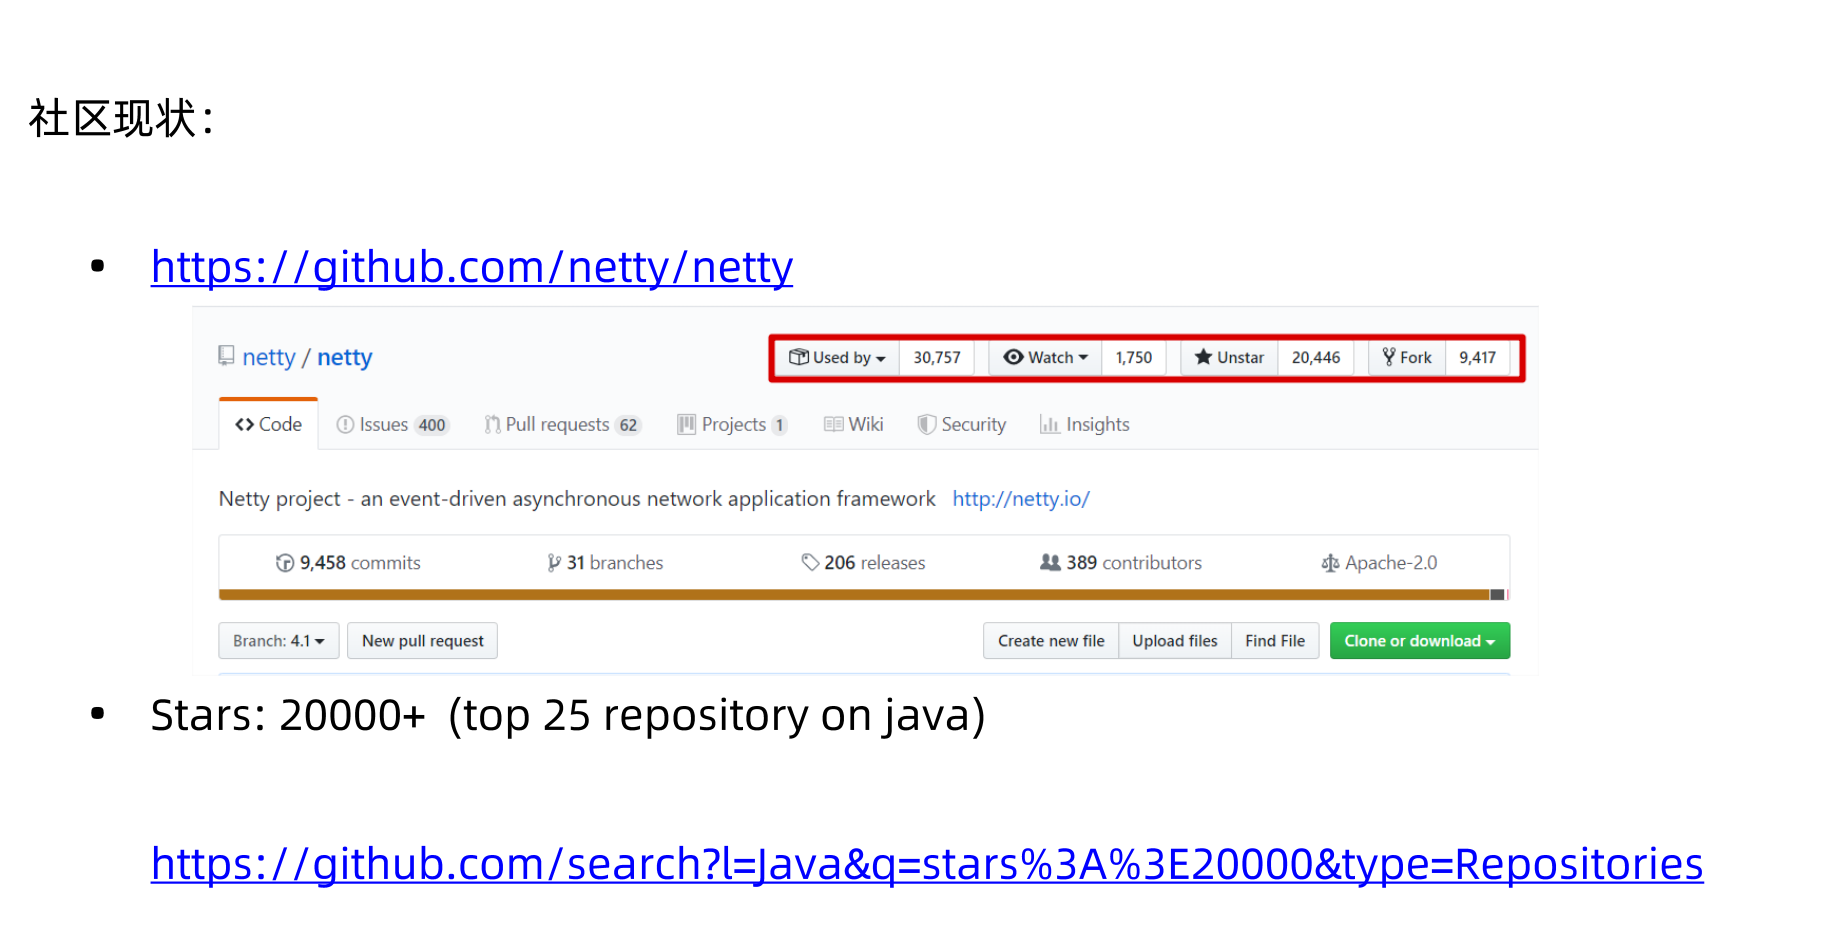 社区现状：
• https://github.com/netty/netty
netty / netty Used by 30,757 Watch 1,750 Unstar 20,446 Fork 9,417
Code Issues 400 Pull requests 62 Projects 1 Wiki Security Insights
Netty project - an event-driven asynchronous network application framework http://netty.io/
9,458 commits 31 branches 206 releases 389 contributors Apache-2.0
Branch: 4.1 New pull request Create new file Upload files Find File Clone or download
• Stars: 20000+ (top 25 repository on java)
https://github.com/search?l=Java&q=stars%3A%3E20000&type=Repositories